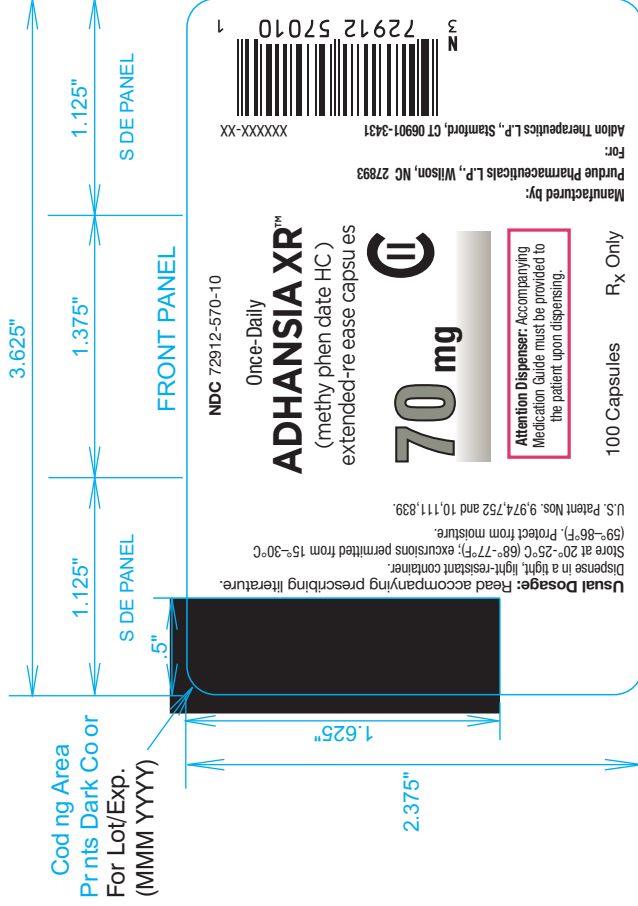 3.625"
1.125"
1.375"
1.125"
S DE PANEL
FRONT PANEL
S DE PANEL
Cod ng Area
Pr nts Dark Co or
For Lot/Exp.
(MMM YYYY)
.5"
1.625"
2.375"
Usual Dosage: Read accompanying prescribing literature.
Dispense in a tight, light-resistant container.
Store at 20°-25°C (68°-77°F); excursions permitted from 15°–30°C
(59°–86°F). Protect from moisture.
U.S. Patent Nos. 9,974,752 and 10,111,839.
NDC 72912-570-10
Once-Daily
ADHANSIA XR™
(methy phen date HC )
extended-re ease capsu es
70 mg
CII
Attention Dispenser: Accompanying
Medication Guide must be provided to
the patient upon dispensing.
100 Capsules Rx Only
Manufactured by:
Purdue Pharmaceuticals L.P., Wilson, NC 27893
For:
Adlon Therapeutics L.P., Stamford, CT 06901-3431
XXXXXX-XX
N
3 72912 57010 1